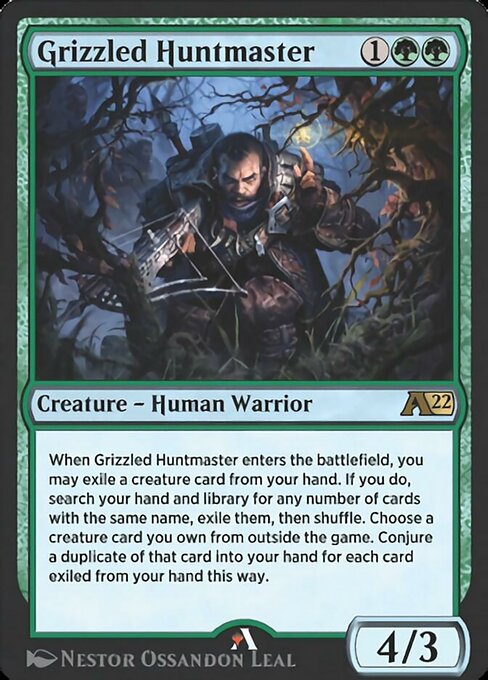 Grizzled Huntmaster 1
Creature – Human Warrior A22
When Grizzled Huntmaster enters the battlefield, you
may exile a creature card from your hand. If you do,
search your hand and library for any number of cards
with the same name, exile them, then shuffle. Choose a
creature card you own from outside the game. Conjure
a duplicate of that card into your hand for each card
exiled from your hand this way.
4/3
Nestor Ossandon Leal